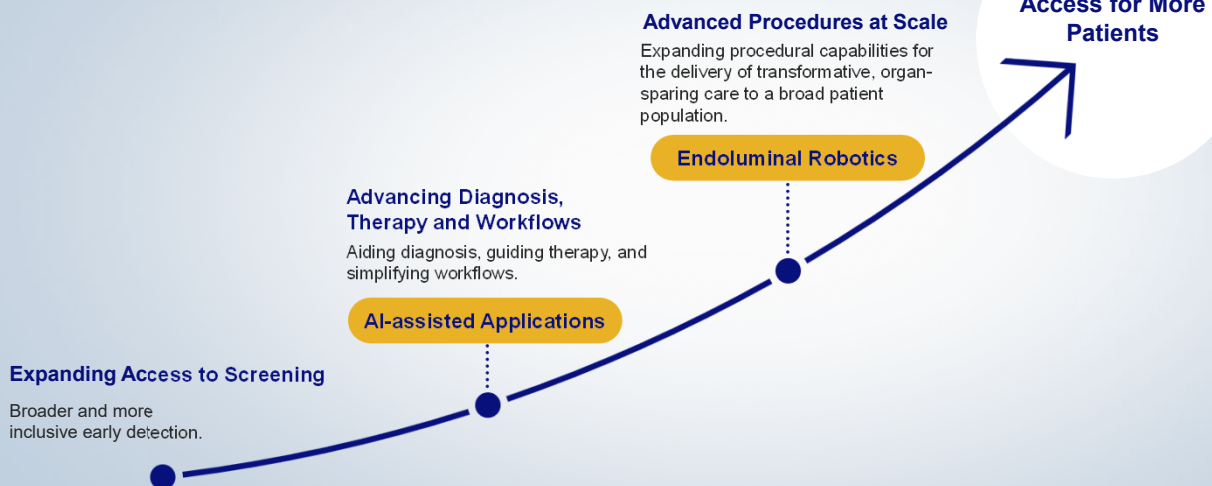 Access for More
Patients
Advanced Procedures at Scale
Expanding procedural capabilities for
the delivery of transformative, organ-
sparing care to a broad patient
population.
Endoluminal Robotics
Advancing Diagnosis,
Therapy and Workflows
Aiding diagnosis, guiding therapy, and
simplifying workflows.
AI-assisted Applications
Expanding Access to Screening
Broader and more
inclusive early detection.